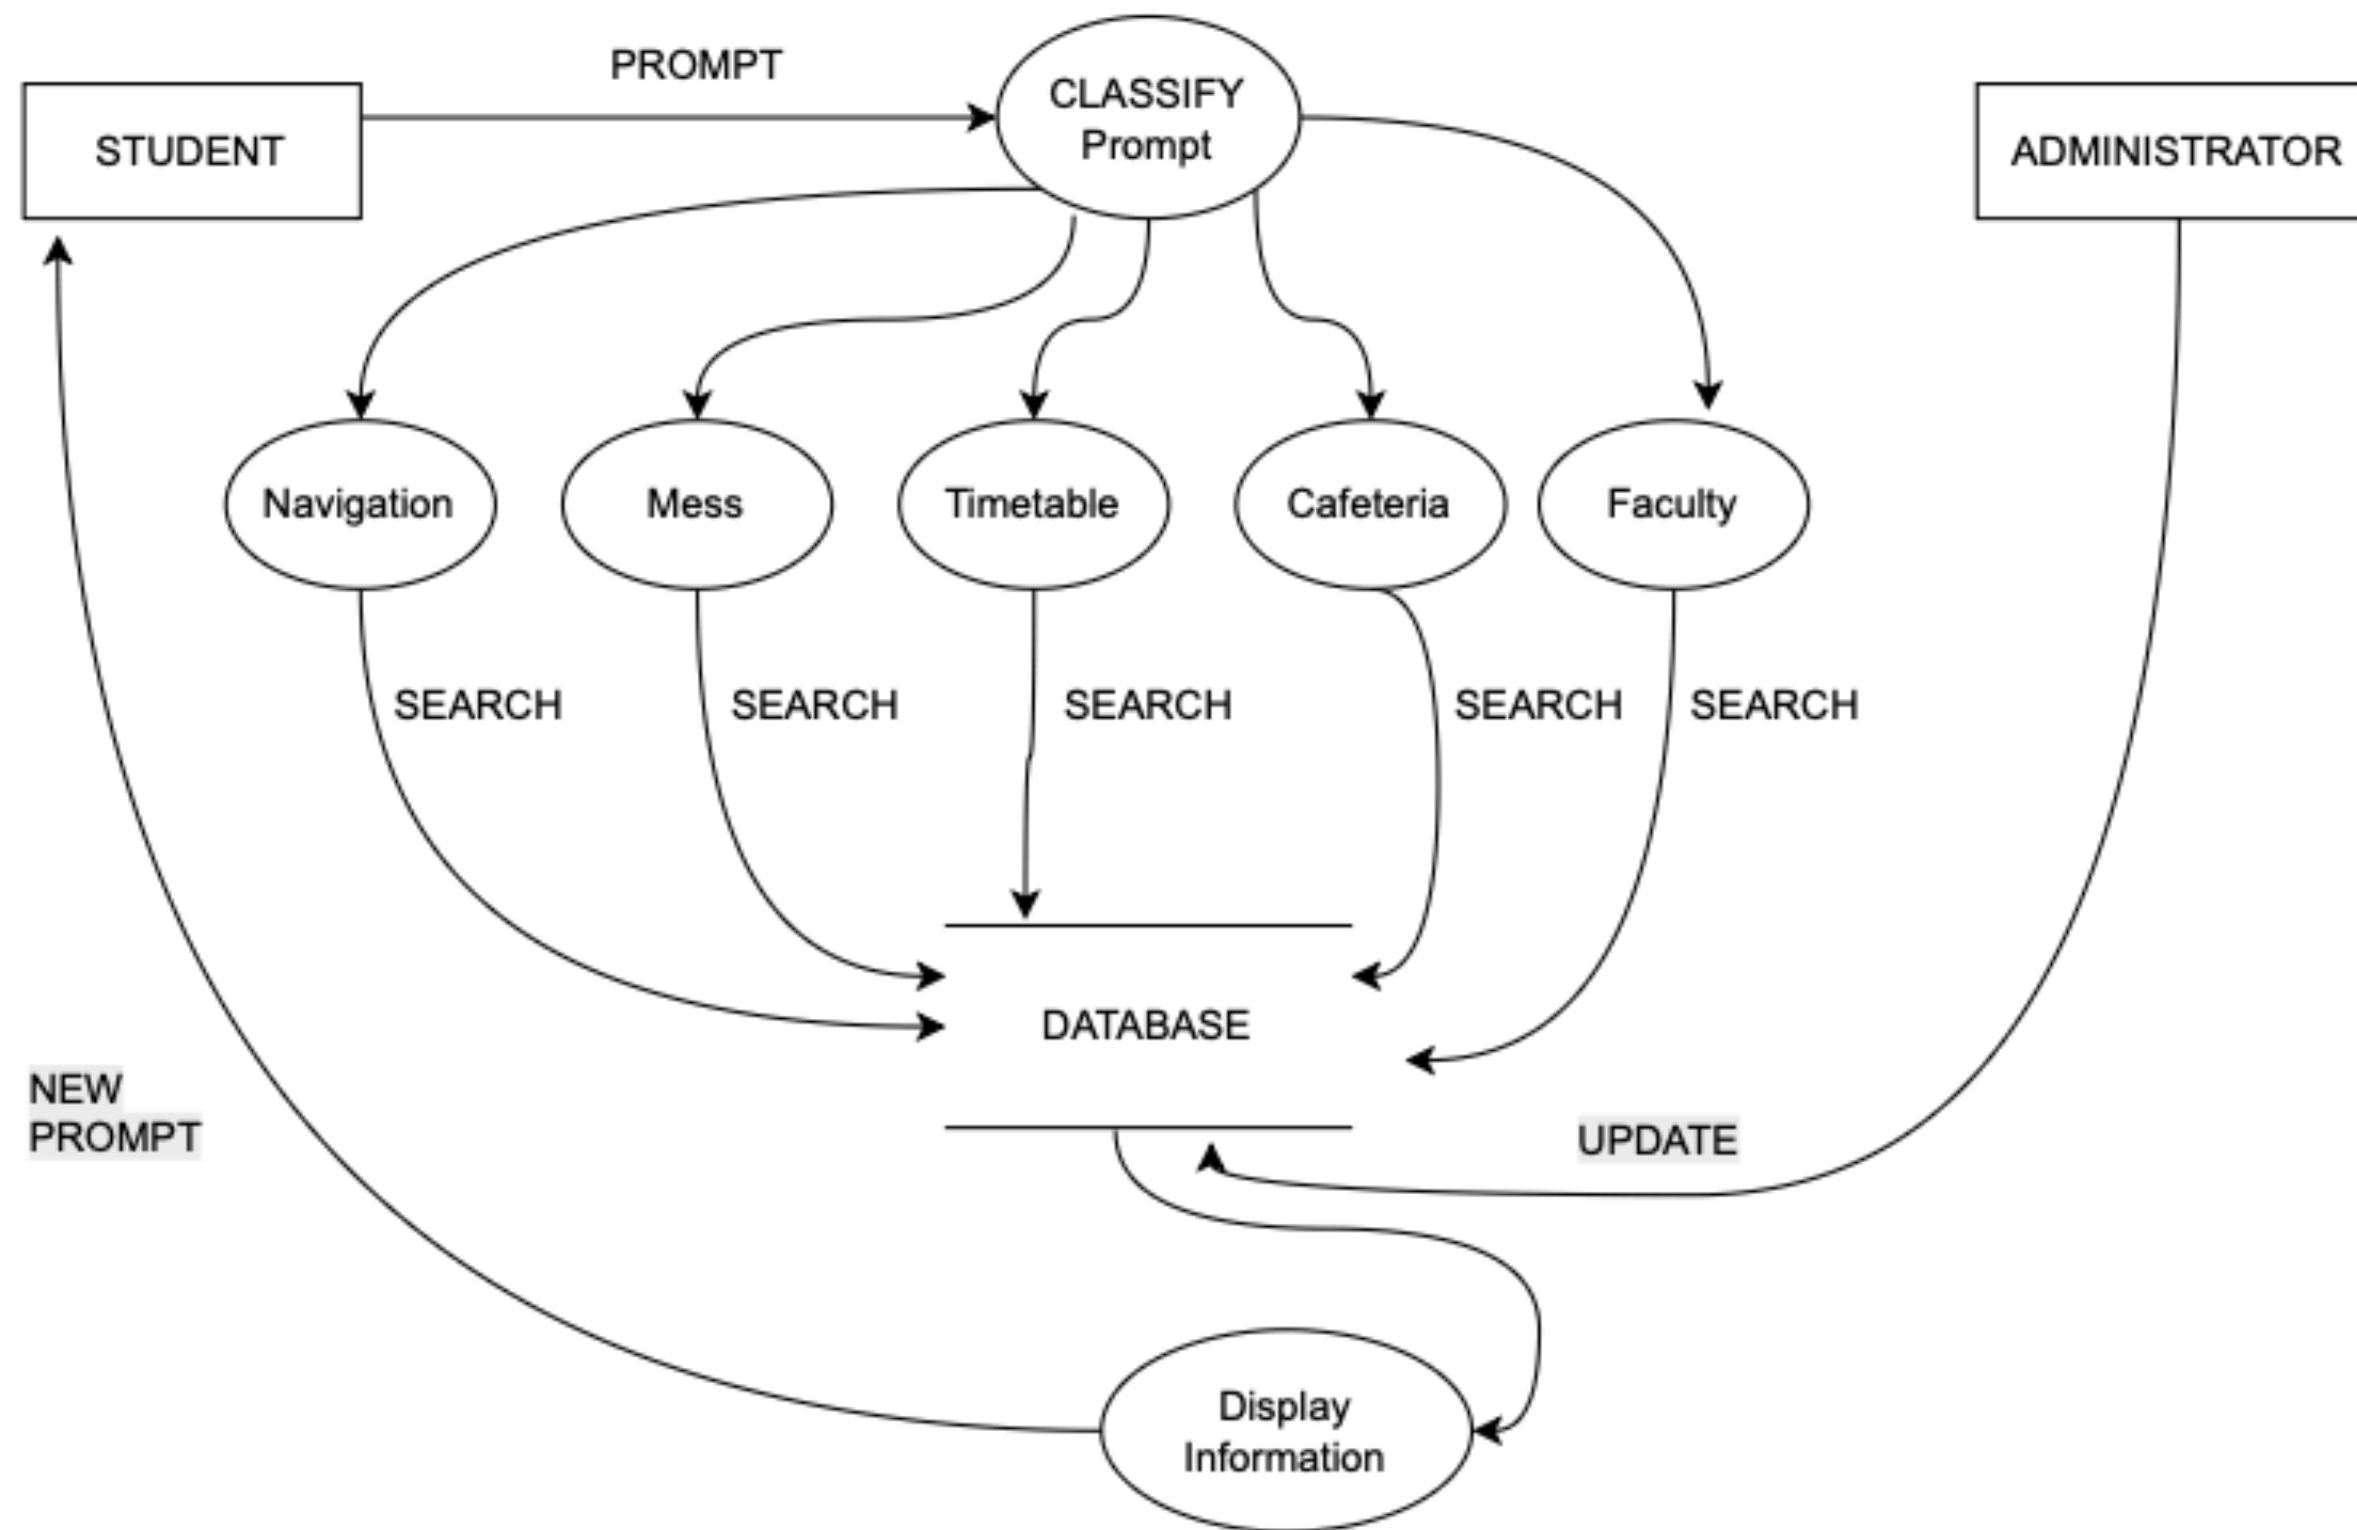 PROMPT
CLASSIFY
Prompt
STUDENT
ADMINISTRATOR
Navigation
Mess
Timetable
Cafeteria
Faculty
SEARCH
SEARCH
SEARCH
SEARCH
SEARCH
DATABASE
NEW
PROMPT
UPDATE
Display
Information